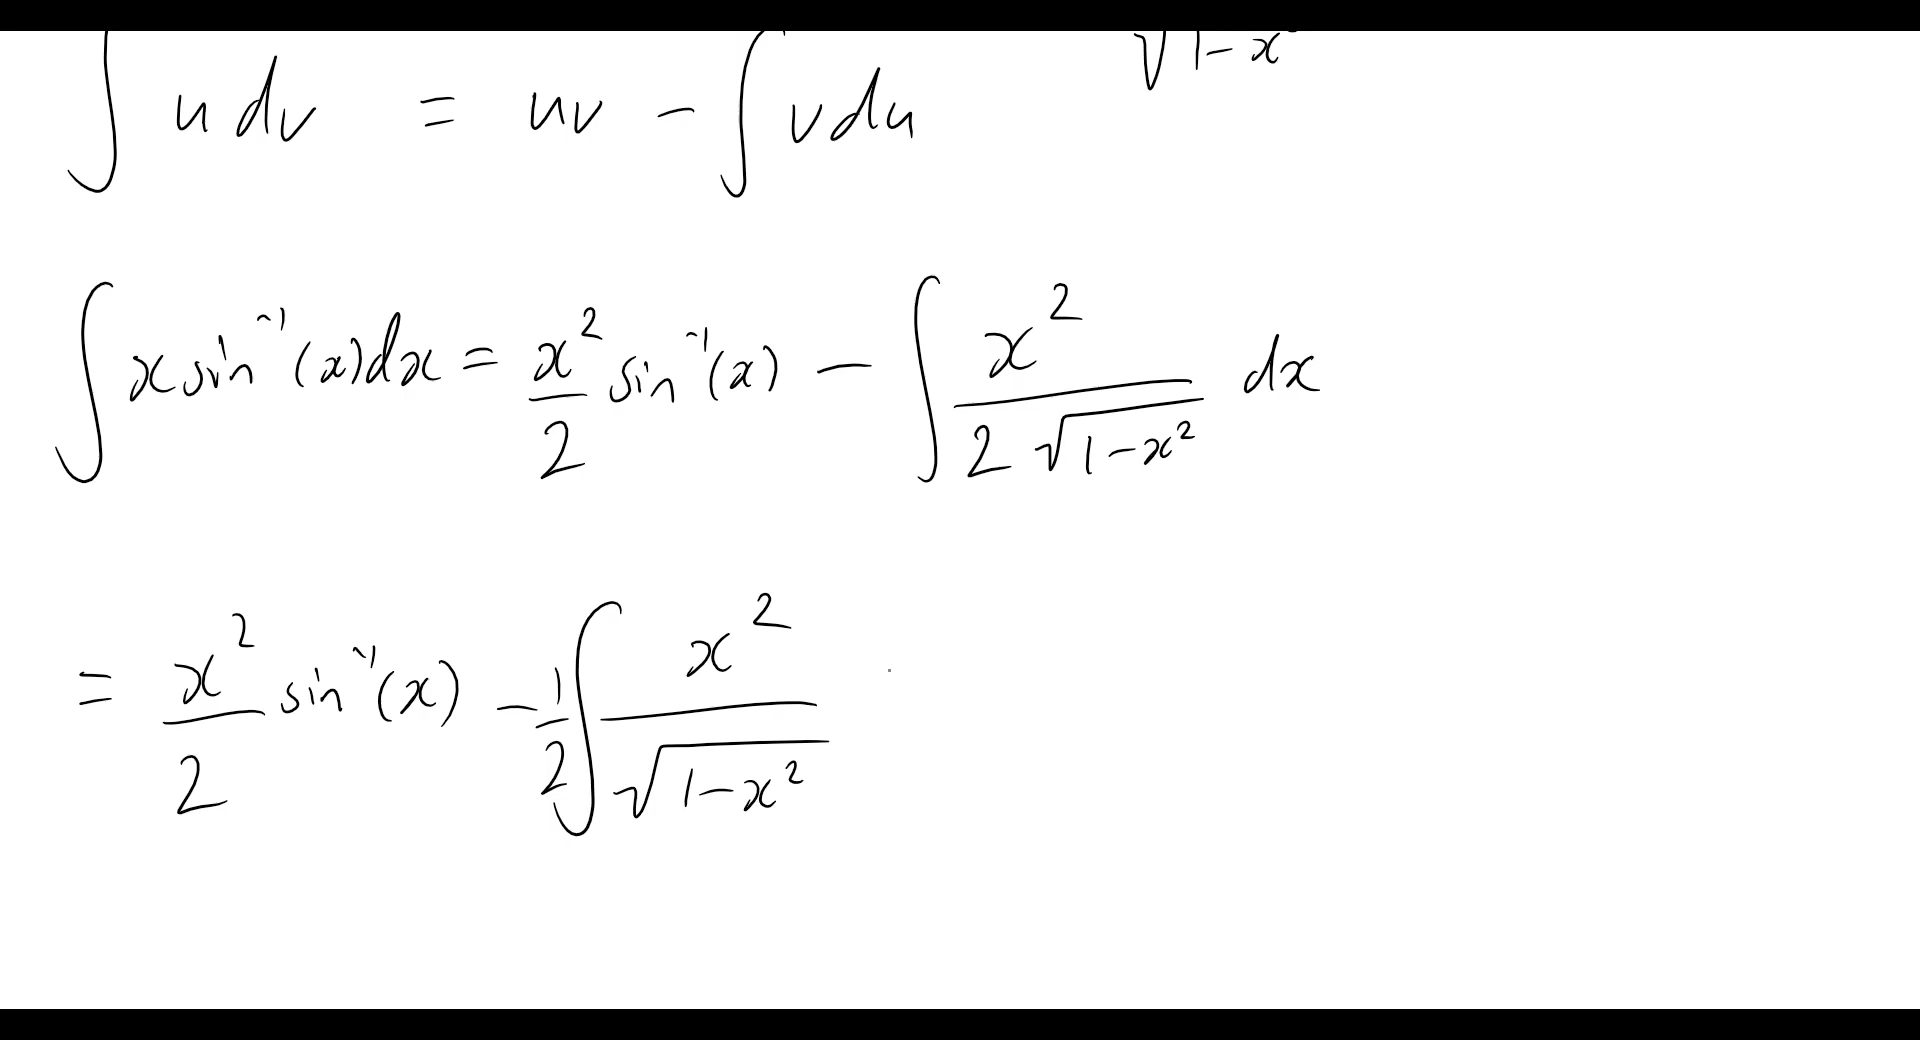 √1-x
∫ u dv = uv - ∫ v du
∫ x sin⁻¹(x) dx = x²/2 sin⁻¹(x) - ∫ x²/(2√(1-x²)) dx
= x²/2 sin⁻¹(x) - 1/2 ∫ x²/√(1-x²)